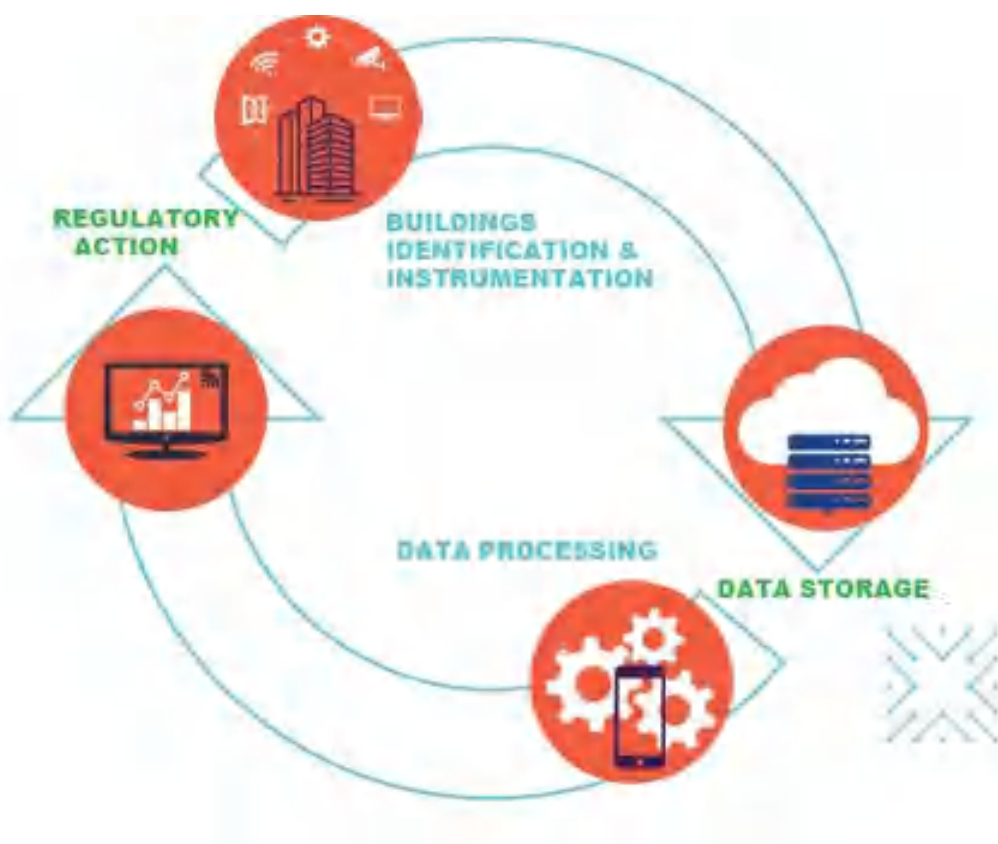 REGULATORY
ACTION
BUILDINGS
IDENTIFICATION &
INSTRUMENTATION
DATA PROCESSING
DATA STORAGE